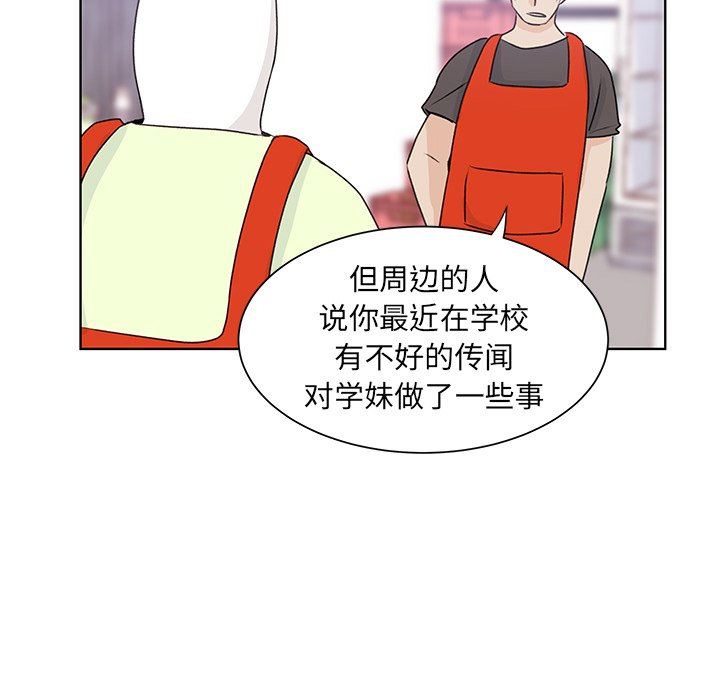 但周边的人
说你最近在学校
有不好的传闻
对学妹做了一些事